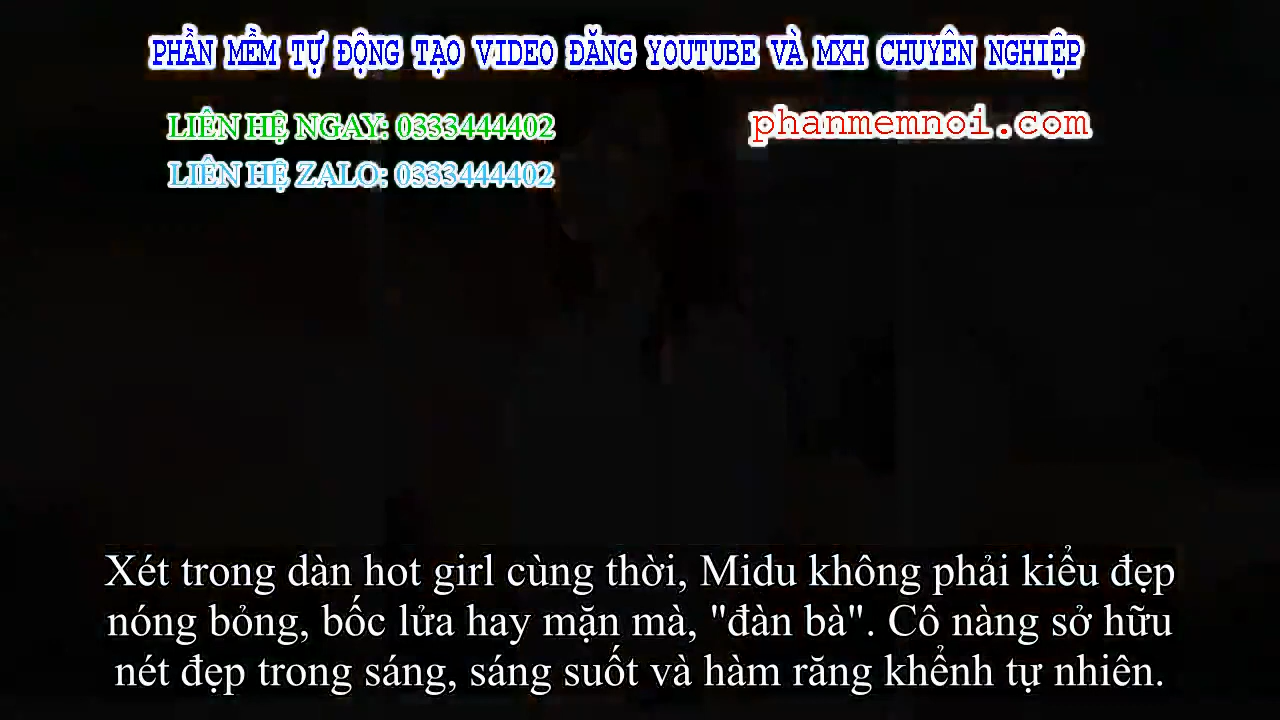 PHẦN MỀM TỰ ĐỘNG TẠO VIDEO ĐĂNG YOUTUBE VÀ MXH CHUYÊN NGHIỆP
LIÊN HỆ NGAY: 0333444402
phanmemnoi.com
LIÊN HỆ ZALO: 0333444402
Xét trong dàn hot girl cùng thời, Midu không phải kiểu đẹp
nóng bỏng, bốc lửa hay mặn mà, "đàn bà". Cô nàng sở hữu
nét đẹp trong sáng, sáng suốt và hàm răng khểnh tự nhiên.